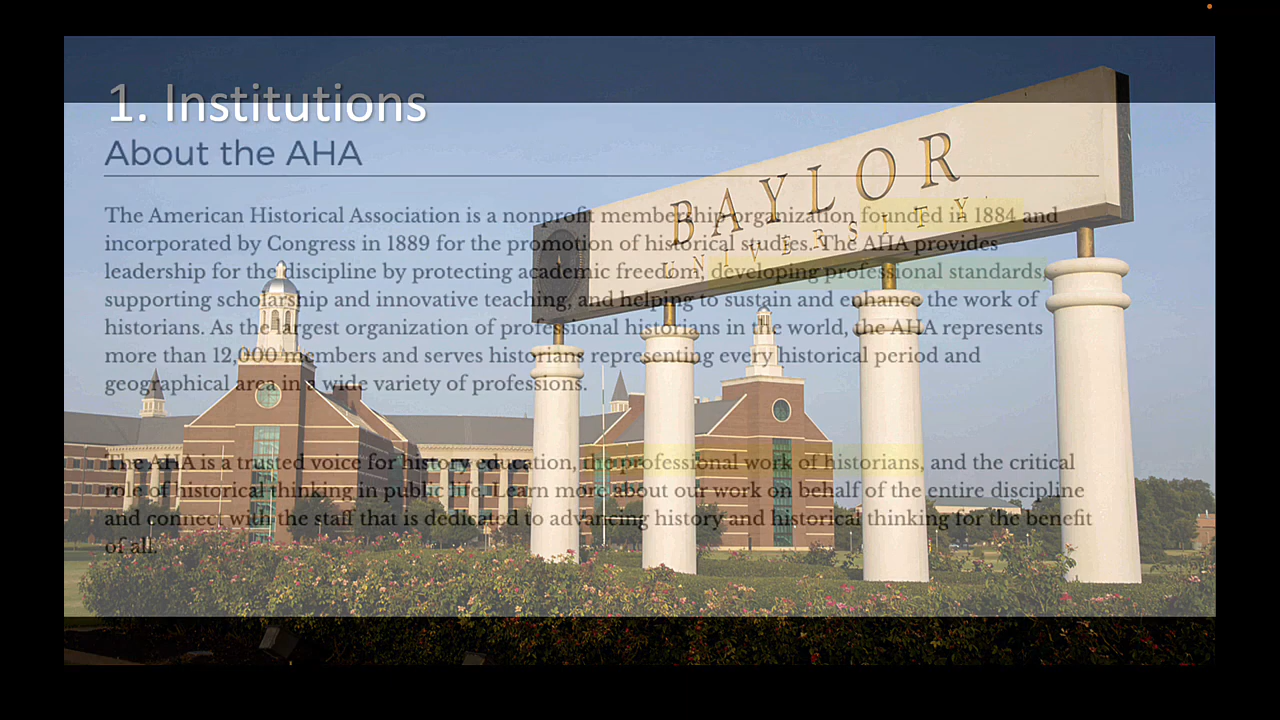 1. Institutions
About the AHA
BAYLOR
UNIVERSITY
The American Historical Association is a nonprofit membership organization founded in 1884 and
incorporated by Congress in 1889 for the promotion of historical studies. The AHA provides
leadership for the discipline by protecting academic freedom, developing professional standards,
supporting scholarship and innovative teaching, and helping to sustain and enhance the work of
historians. As the largest organization of professional historians in the world, the AHA represents
more than 12,000 members and serves historians representing every historical period and
geographical area in a wide variety of professions.
The AHA is a trusted voice for history education, the professional work of historians, and the critical
role of historical thinking in public life. Learn more about our work on behalf of the entire discipline
and connect with the staff that is dedicated to advancing history and historical thinking for the benefit
of all.